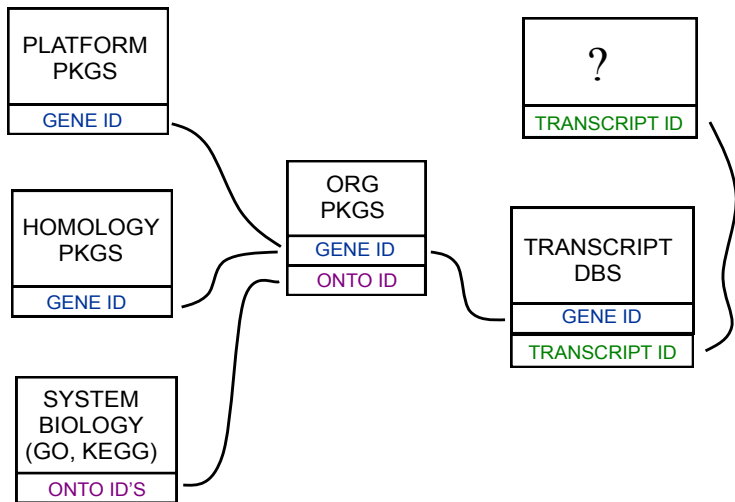 PLATFORM
PKGS
GENE ID
HOMOLOGY
PKGS
GENE ID
SYSTEM
BIOLOGY
(GO, KEGG)
ONTO ID'S
ORG
PKGS
GENE ID
ONTO ID
?
TRANSCRIPT ID
TRANSCRIPT
DBS
GENE ID
TRANSCRIPT ID